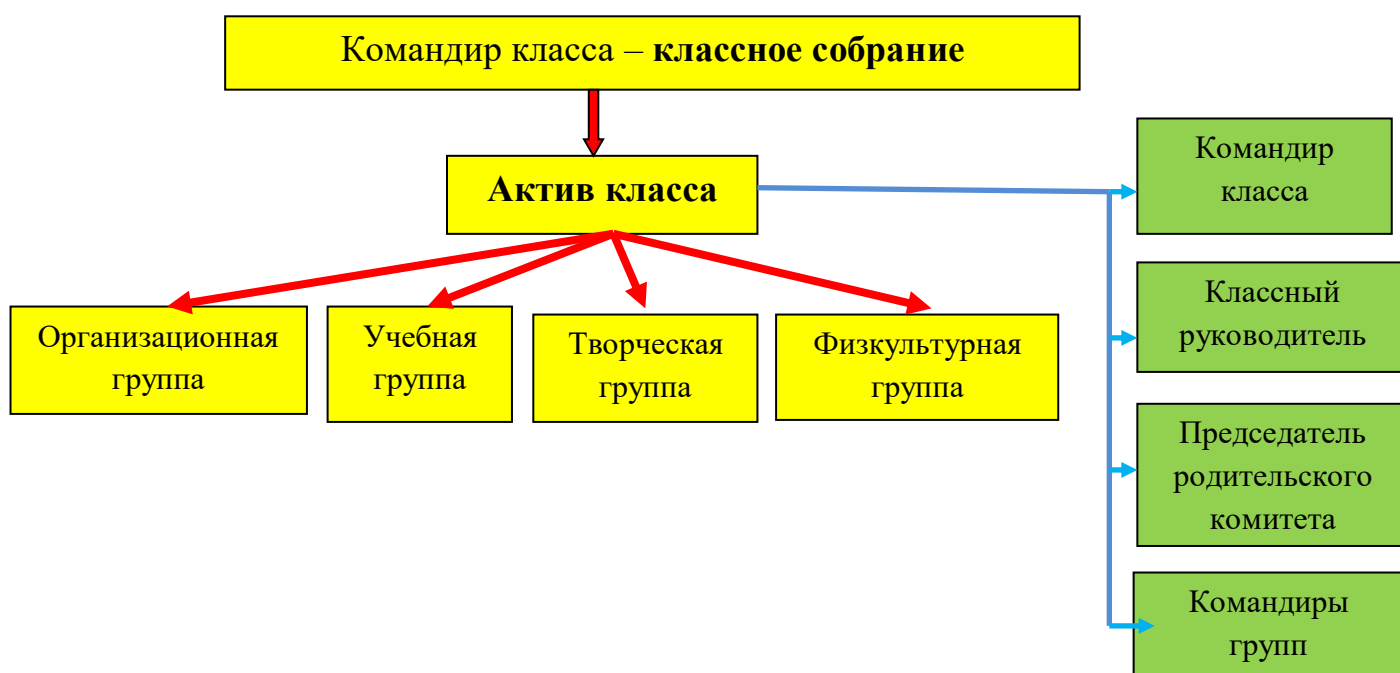 Командир класса – классное собрание
Актив класса
Организационная
группа
Учебная
группа
Творческая
группа
Физкультурная
группа
Командир
класса
Классный
руководитель
Председатель
родительского
комитета
Командиры
групп